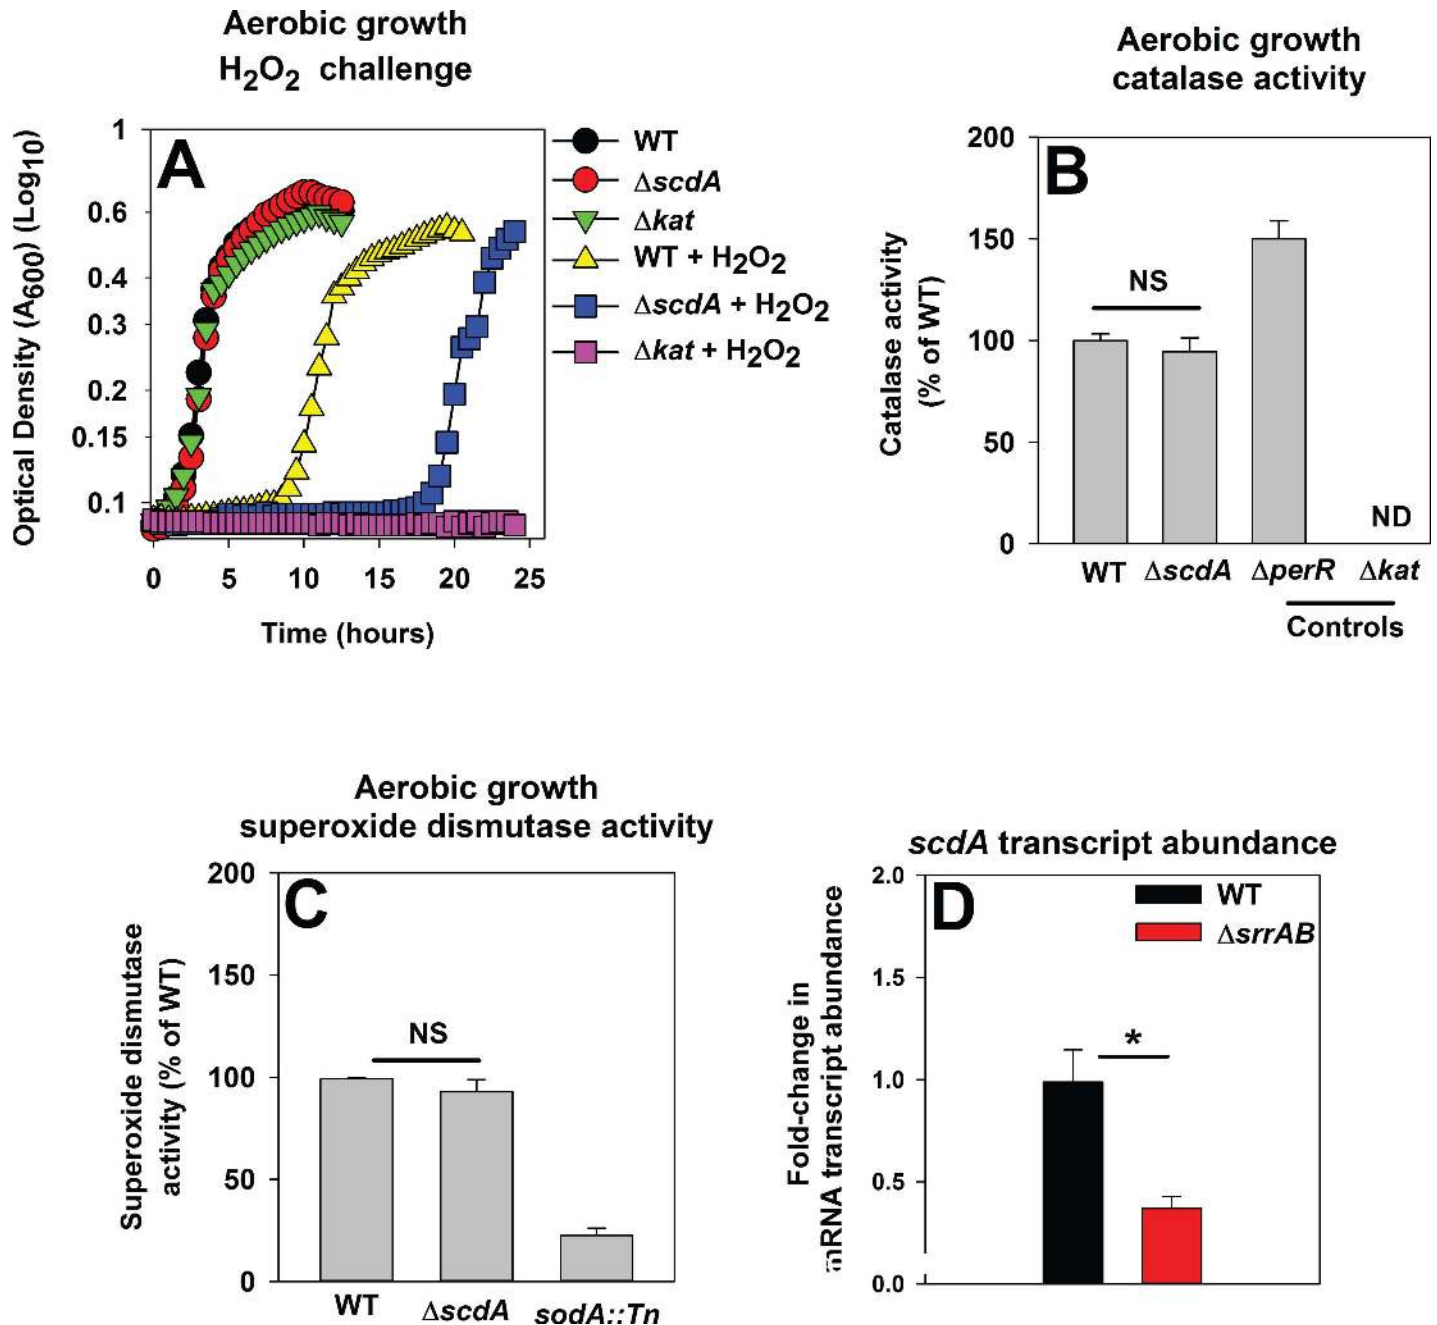 Aerobic growth
H2O2 challenge
A
Optical Density (A600) (Log10)
1
0.6
0.4
0.3
0.2
0.15
0.1
0 5 10 15 20 25
Time (hours)
WT
ΔscdA
Δkat
WT + H2O2
ΔscdA + H2O2
Δkat + H2O2
Aerobic growth
catalase activity
B
Catalase activity
(% of WT)
200
150
100
50
0
NS
ND
WT ΔscdA ΔperR Δkat
Controls
Aerobic growth
superoxide dismutase activity
C
Superoxide dismutase
activity (% of WT)
200
150
100
50
0
NS
WT ΔscdA sodA::Tn
scdA transcript abundance
D
Fold-change in
mRNA transcript abundance
2.0
1.5
1.0
0.5
0.0
WT
ΔsrrAB
*